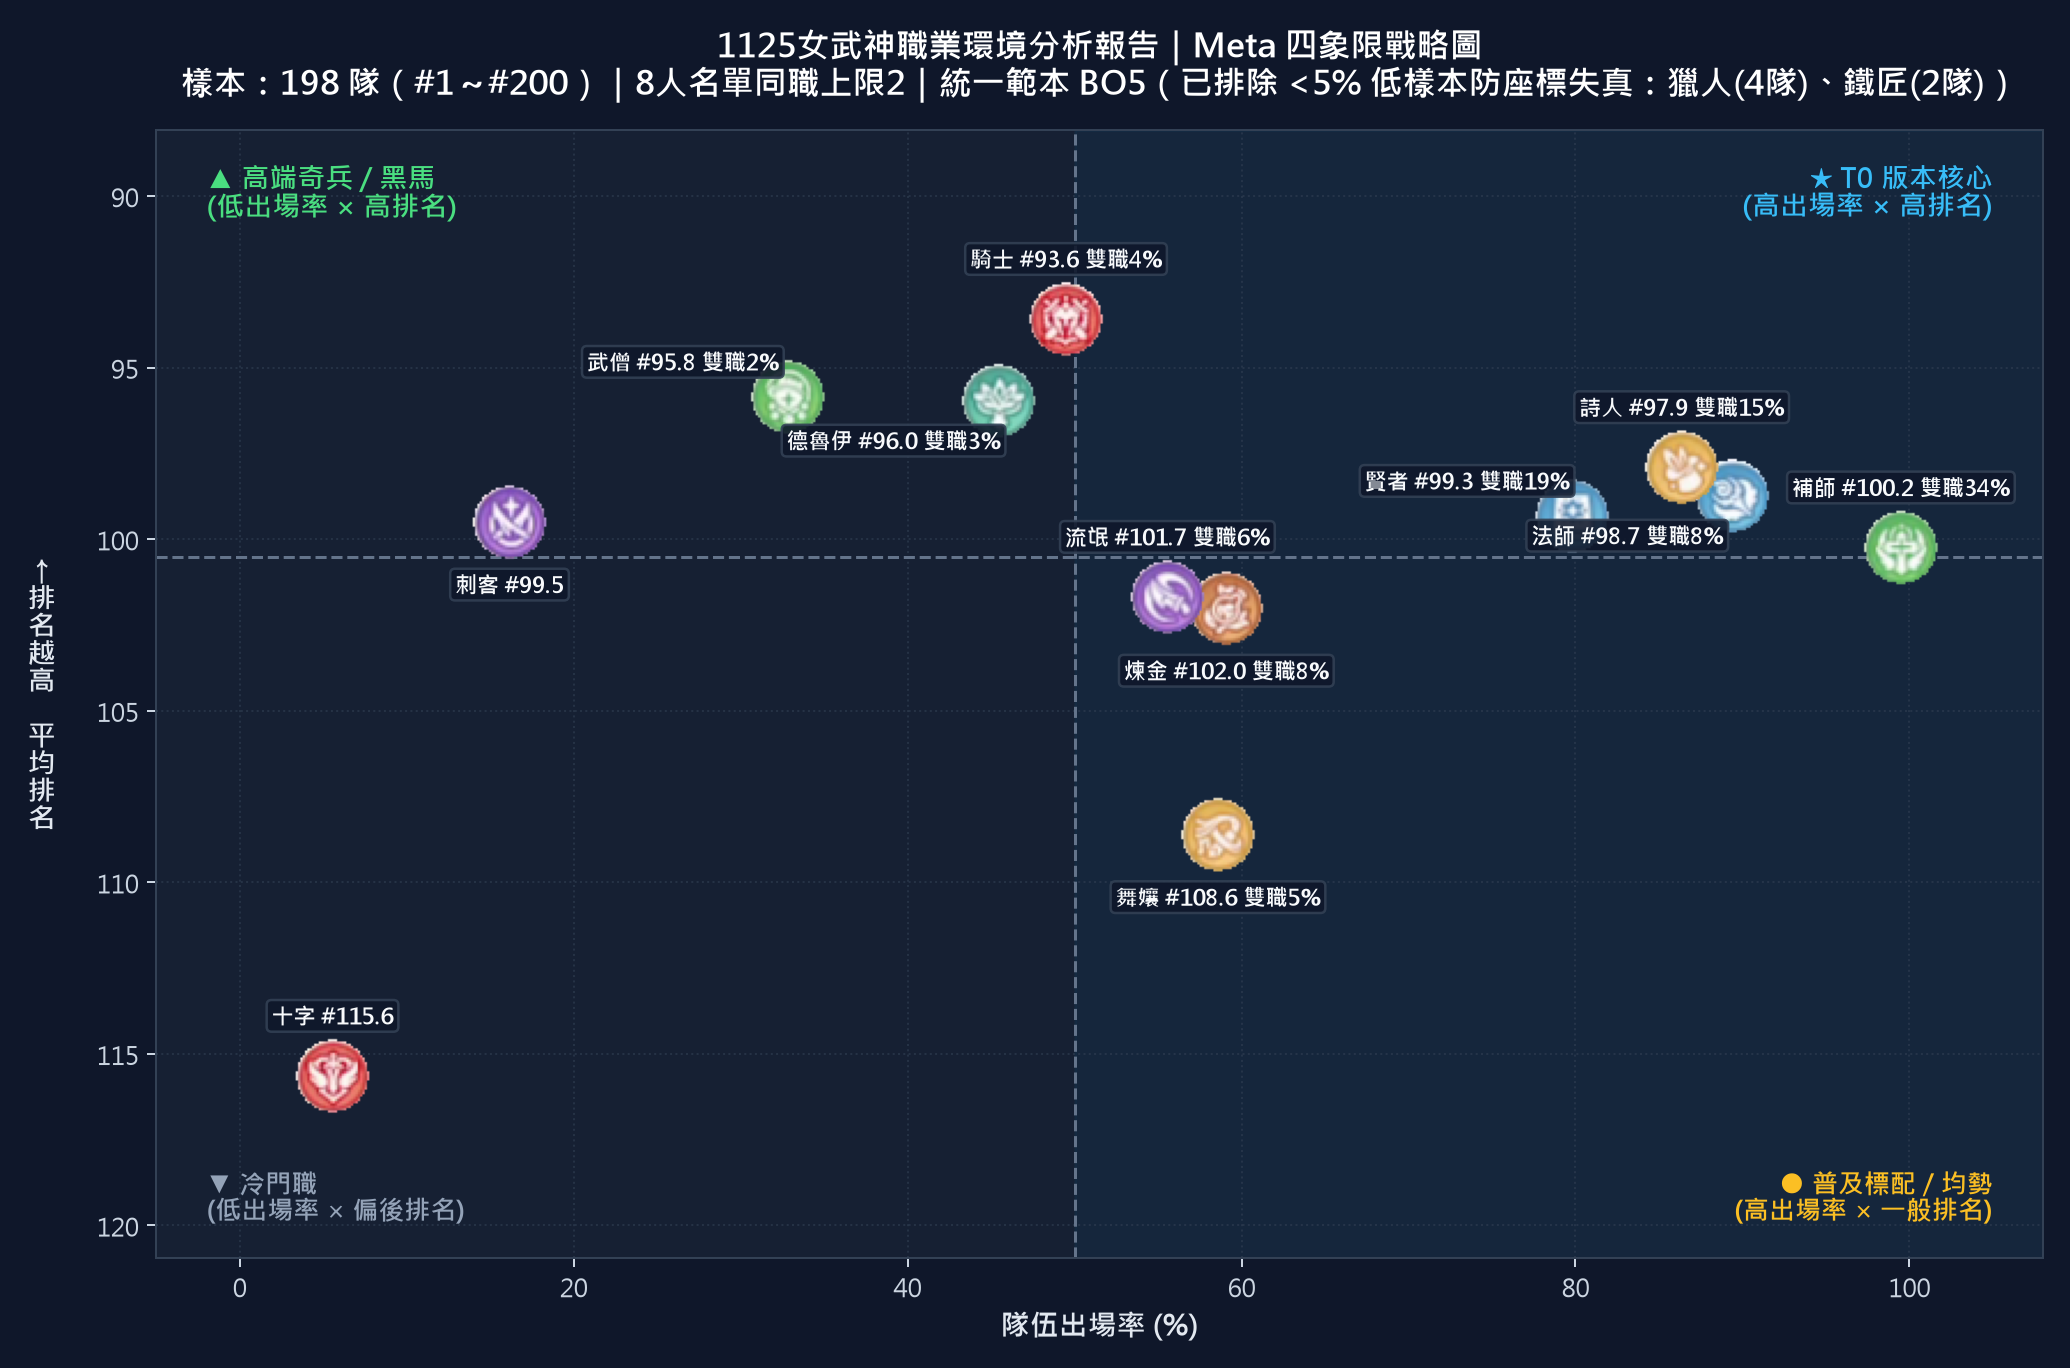 1125女武神職業環境分析報告 | Meta 四象限戰略圖
樣本：198 隊（#1～#200） | 8人名單同職上限2 | 統一範本 BO5（已排除 <5% 低樣本防座標失真：獵人(4隊)、鐵匠(2隊)）
▲ 高端奇兵 / 黑馬
(低出場率 × 高排名)
★ T0 版本核心
(高出場率 × 高排名)
騎士 #93.6 雙職4%
武僧 #95.8 雙職2%
德魯伊 #96.0 雙職3%
詩人 #97.9 雙職15%
賢者 #99.3 雙職19%
補師 #100.2 雙職34%
流氓 #101.7 雙職6%
法師 #98.7 雙職8%
刺客 #99.5
煉金 #102.0 雙職8%
舞孃 #108.6 雙職5%
十字 #115.6
▼ 冷門職
(低出場率 × 偏後排名)
● 普及標配 / 均勢
(高出場率 × 一般排名)
90
95
100
105
110
115
120
↑排名越高 平均排名
0
20
40
60
80
100
隊伍出場率 (%)